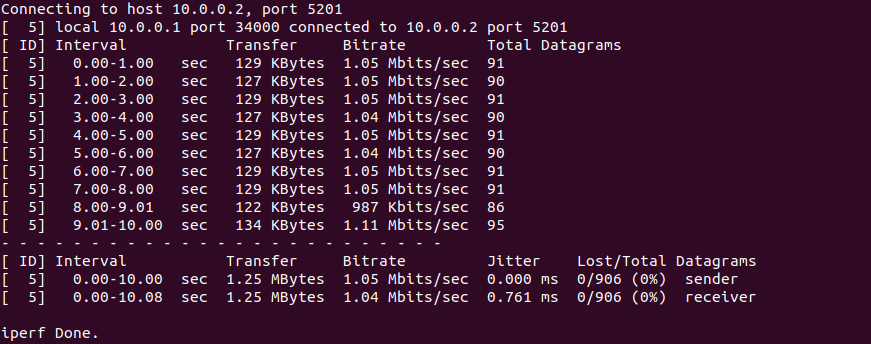 Connecting to host 10.0.0.2, port 5201
[  5] local 10.0.0.1 port 34000 connected to 10.0.0.2 port 5201
[ ID] Interval           Transfer     Bitrate         Total Datagrams
[  5]   0.00-1.00   sec   129 KBytes  1.05 Mbits/sec  91
[  5]   1.00-2.00   sec   127 KBytes  1.05 Mbits/sec  90
[  5]   2.00-3.00   sec   129 KBytes  1.05 Mbits/sec  91
[  5]   3.00-4.00   sec   127 KBytes  1.04 Mbits/sec  90
[  5]   4.00-5.00   sec   129 KBytes  1.05 Mbits/sec  91
[  5]   5.00-6.00   sec   127 KBytes  1.04 Mbits/sec  90
[  5]   6.00-7.00   sec   129 KBytes  1.05 Mbits/sec  91
[  5]   7.00-8.00   sec   129 KBytes  1.05 Mbits/sec  91
[  5]   8.00-9.01   sec   122 KBytes   987 Kbits/sec  86
[  5]   9.01-10.00  sec   134 KBytes  1.11 Mbits/sec  95
- - - - - - - - - - - - - - - - - - - - - - - - -
[ ID] Interval           Transfer     Bitrate         Jitter    Lost/Total Datagrams
[  5]   0.00-10.00  sec  1.25 MBytes  1.05 Mbits/sec  0.000 ms  0/906 (0%)  sender
[  5]   0.00-10.08  sec  1.25 MBytes  1.04 Mbits/sec  0.761 ms  0/906 (0%)  receiver

iperf Done.